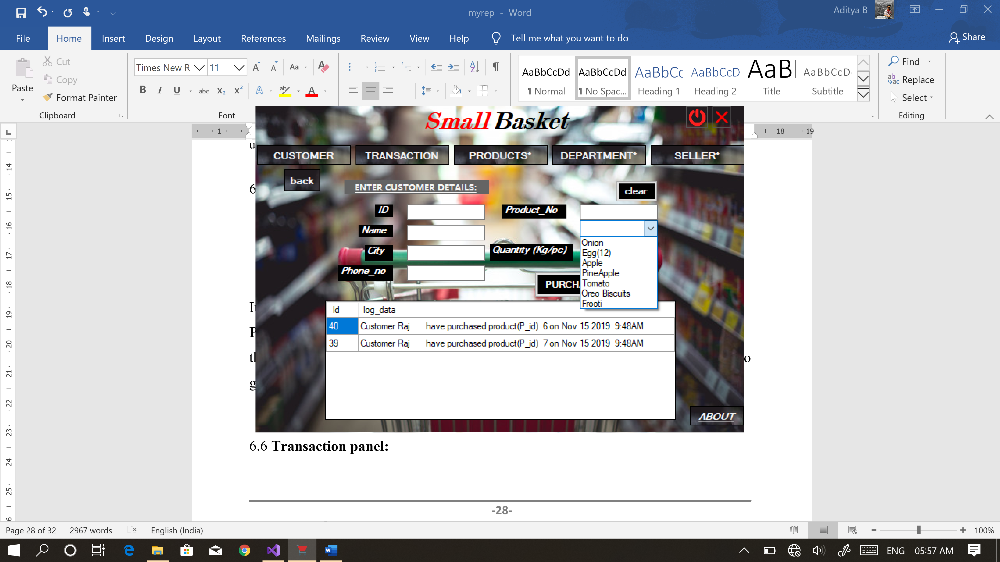 myrep - Word
Aditya B
File Home Insert Design Layout References Mailings Review View Help Tell me what you want to do Share
Paste
Cut
Copy
Format Painter
Clipboard
Times New R 11
Font
AaBbCcDd AaBbCcDd AaBbCc AaBbCcD AaB AaBbCcD
¶ Normal ¶ No Spac... Heading 1 Heading 2 Title Subtitle
Find
Replace
Select
Editing
1 18 19
Small Basket
CUSTOMER TRANSACTION PRODUCTS* DEPARTMENT* SELLER*
back
ENTER CUSTOMER DETAILS:
clear
ID
Product_No
Name
City
Quantity (Kg/pc)
Phone_no
PURCH
Onion
Egg(12)
Apple
PineApple
Tomato
Oreo Biscuits
Frooti
Id log_data
40 Customer Raj have purchased product(P_id) 6 on Nov 15 2019 9:48AM
39 Customer Raj have purchased product(P_id) 7 on Nov 15 2019 9:48AM
ABOUT
6.6 Transaction panel:
-28-
14
15
16
17
18
19
20
21
22
23
24
25
Page 28 of 32 2967 words English (India) 100%
ENG 05:57 AM